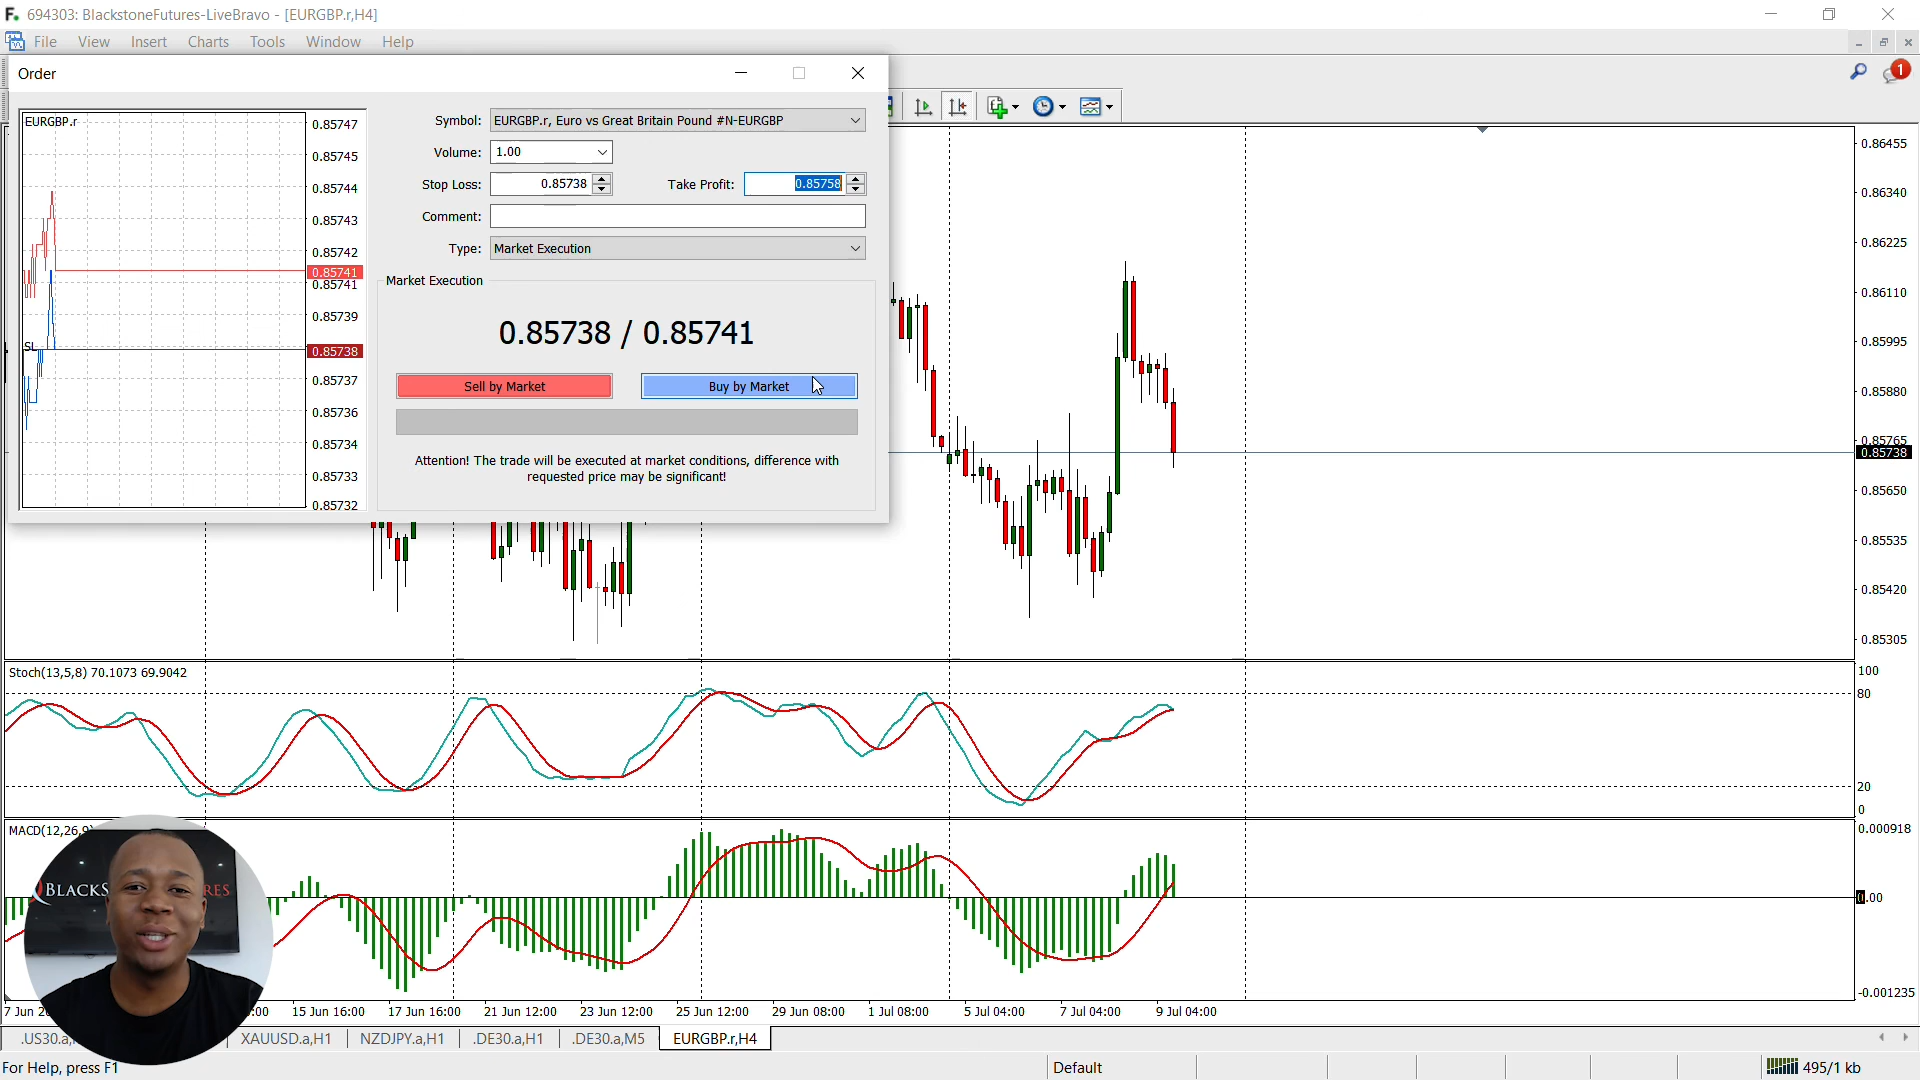 694303: BlackstoneFutures-LiveBravo - [EURGBP.r,H4]
File View Insert Charts Tools Window Help
1
Order
EURGBP.r
0.85747
0.85745
0.85744
0.85743
0.85742
0.85741
0.85741
0.85739
SL
0.85738
0.85737
0.85736
0.85734
0.85733
0.85732
Symbol: EURGBP.r, Euro vs Great Britain Pound #N-EURGBP
Volume: 1.00
Stop Loss: 0.85738 Take Profit: 0.85758
Comment:
Type: Market Execution
Market Execution
0.85738 / 0.85741
Sell by Market Buy by Market
Attention! The trade will be executed at market conditions, difference with
requested price may be significant!
0.86455
0.86340
0.86225
0.86110
0.85995
0.85880
0.85765
0.85738
0.85650
0.85535
0.85420
0.85305
Stoch(13,5,8) 70.1073 69.9042
100
80
20
0
MACD(12,26,9)
0.000918
0.00
-0.001235
BLACKS RES
7 Jun 15 Jun 16:00 17 Jun 16:00 21 Jun 12:00 23 Jun 12:00 25 Jun 12:00 29 Jun 08:00 1 Jul 08:00 5 Jul 04:00 7 Jul 04:00 9 Jul 04:00
.US30.a, XAUUSD.a,H1 NZDJPY.a,H1 .DE30.a,H1 .DE30.a,M5 EURGBP.r,H4
For Help, press F1 Default 495/1 kb